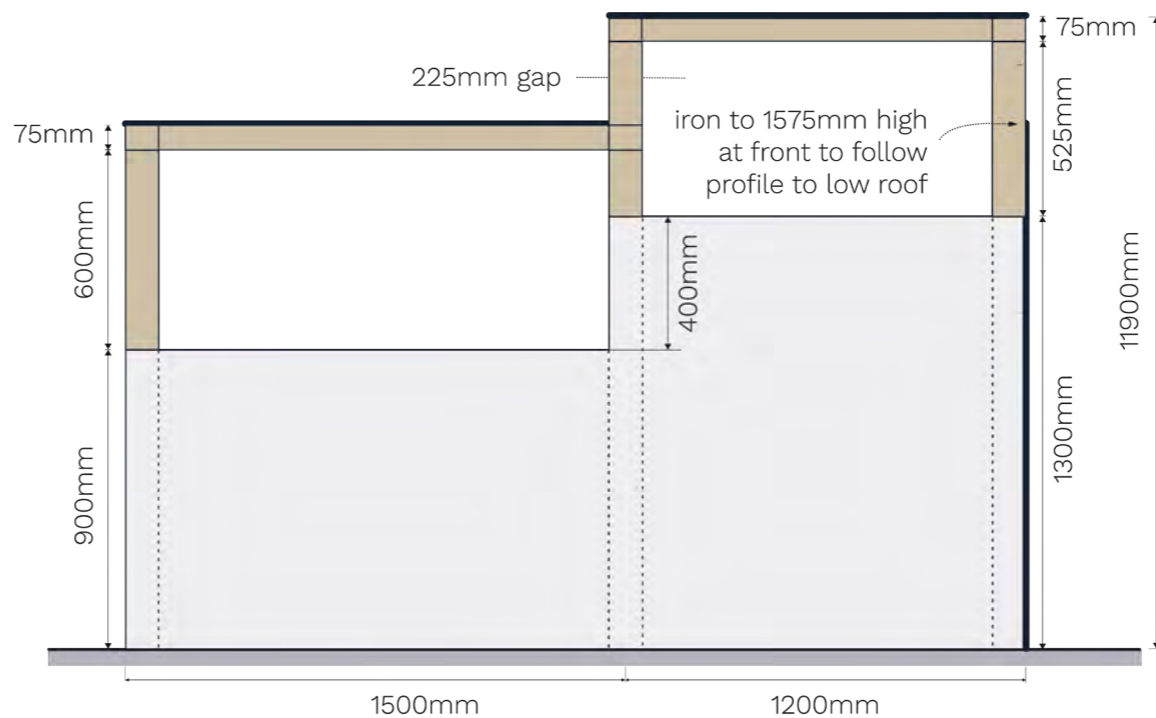 75mm
225mm gap
75mm
iron to 1575mm high
at front to follow
profile to low roof
525mm
600mm
400mm
11900mm
900mm
1300mm
1500mm
1200mm